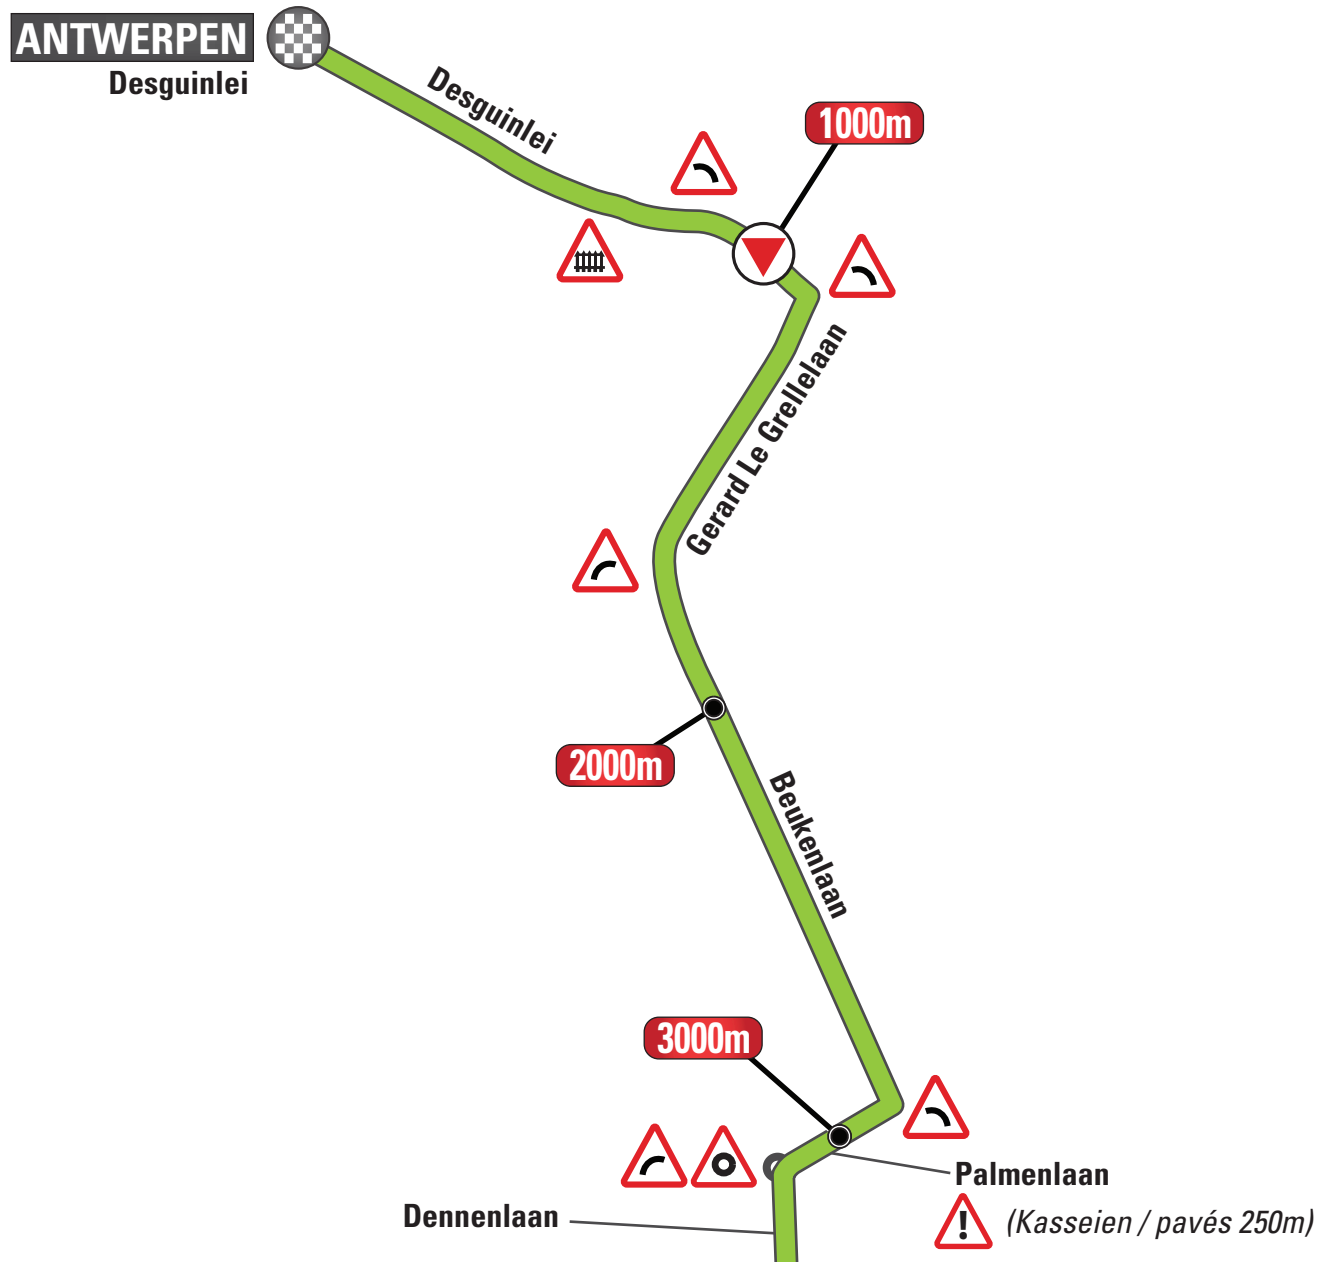 ANTWERPEN
Desguinlei
Desguinlei
1000m
Gerard Le Grellelaan
2000m
Beukenlaan
3000m
Palmenlaan
Dennenlaan
! (Kasseien / pavés 250m)